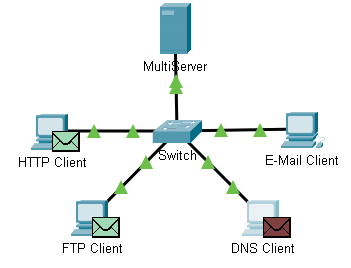 MultiServer
HTTP Client
Switch
E-Mail Client
FTP Client
DNS Client